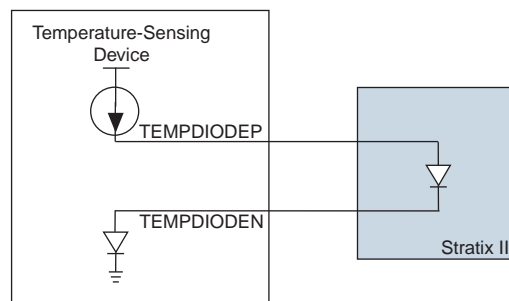 Temperature-Sensing
Device
TEMPDIODEP
TEMPDIODEN
Stratix II